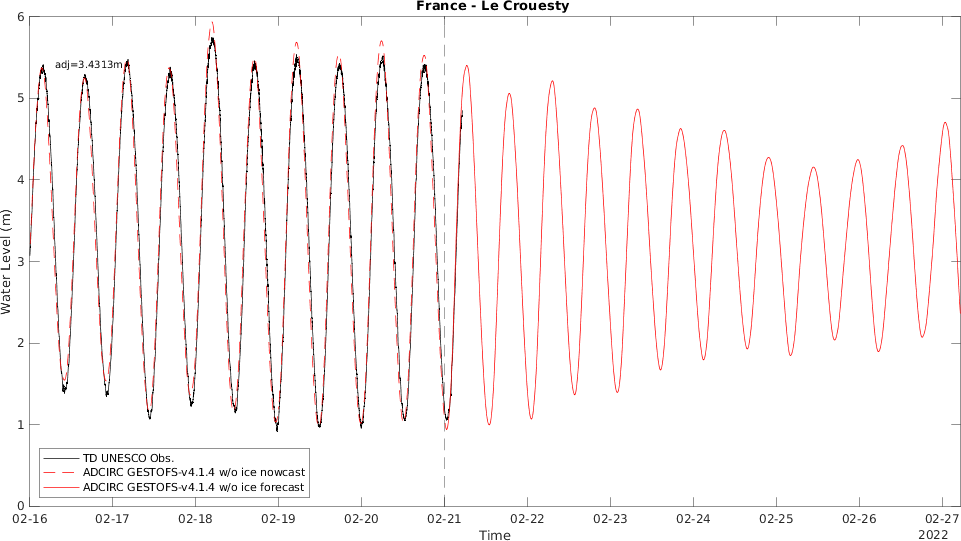 France - Le Crouesty
adj=3.4313m
Water Level (m)
6
5
4
3
2
1
0
TD UNESCO Obs.
ADCIRC GESTOFS-v4.1.4 w/o ice nowcast
ADCIRC GESTOFS-v4.1.4 w/o ice forecast
02-16 02-17 02-18 02-19 02-20 02-21 02-22 02-23 02-24 02-25 02-26 02-27
Time
2022